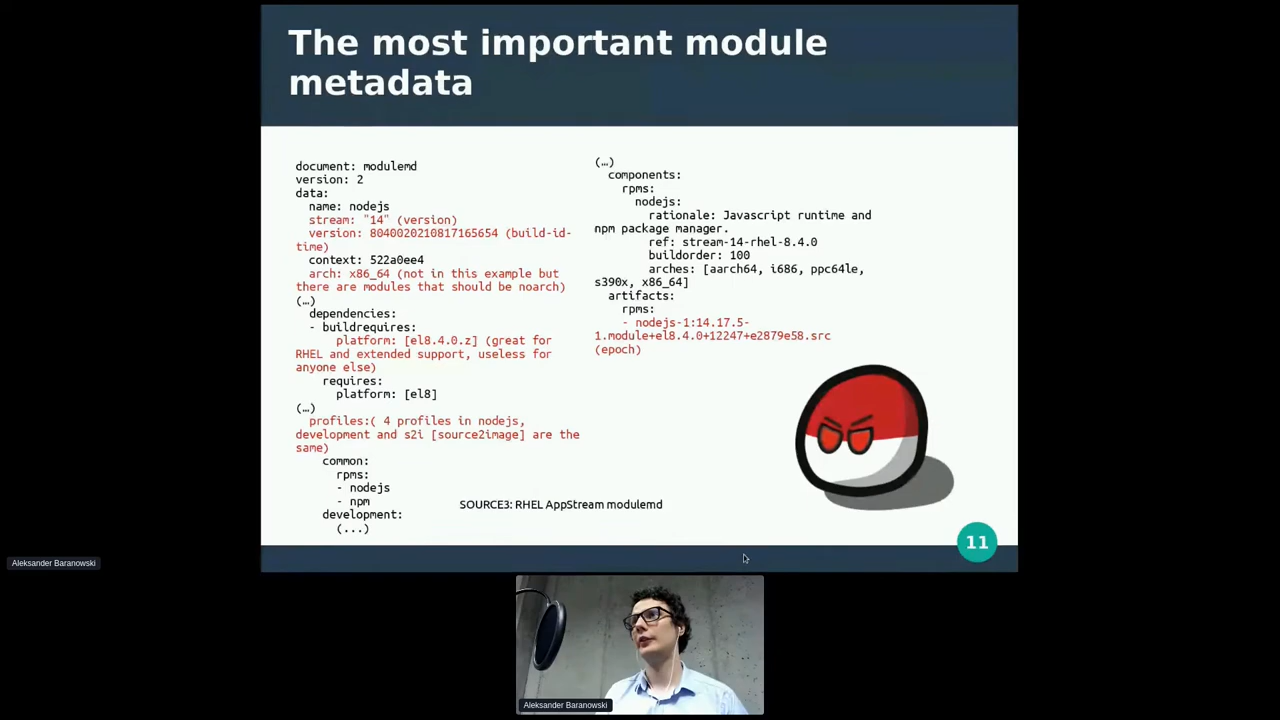 The most important module
metadata
document: modulemd
version: 2
data:
name: nodejs
stream: "14" (version)
version: 8040020210817165654 (build-id-
time)
context: 522a0ee4
arch: x86_64 (not in this example but
there are modules that should be noarch)
(…)
dependencies:
- buildrequires:
platform: [el8.4.0.z] (great for
RHEL and extended support, useless for
anyone else)
requires:
platform: [el8]
(…)
profiles:( 4 profiles in nodejs,
development and s2i [source2image] are the
same)
common:
rpms:
- nodejs
- npm
development:
(...)
(…)
components:
rpms:
nodejs:
rationale: Javascript runtime and
npm package manager.
ref: stream-14-rhel-8.4.0
buildorder: 100
arches: [aarch64, i686, ppc64le,
s390x, x86_64]
artifacts:
rpms:
- nodejs-1:14.17.5-
1.module+el8.4.0+12247+e2879e58.src
(epoch)
SOURCE3: RHEL AppStream modulemd
11
Aleksander Baranowski
Aleksander Baranowski